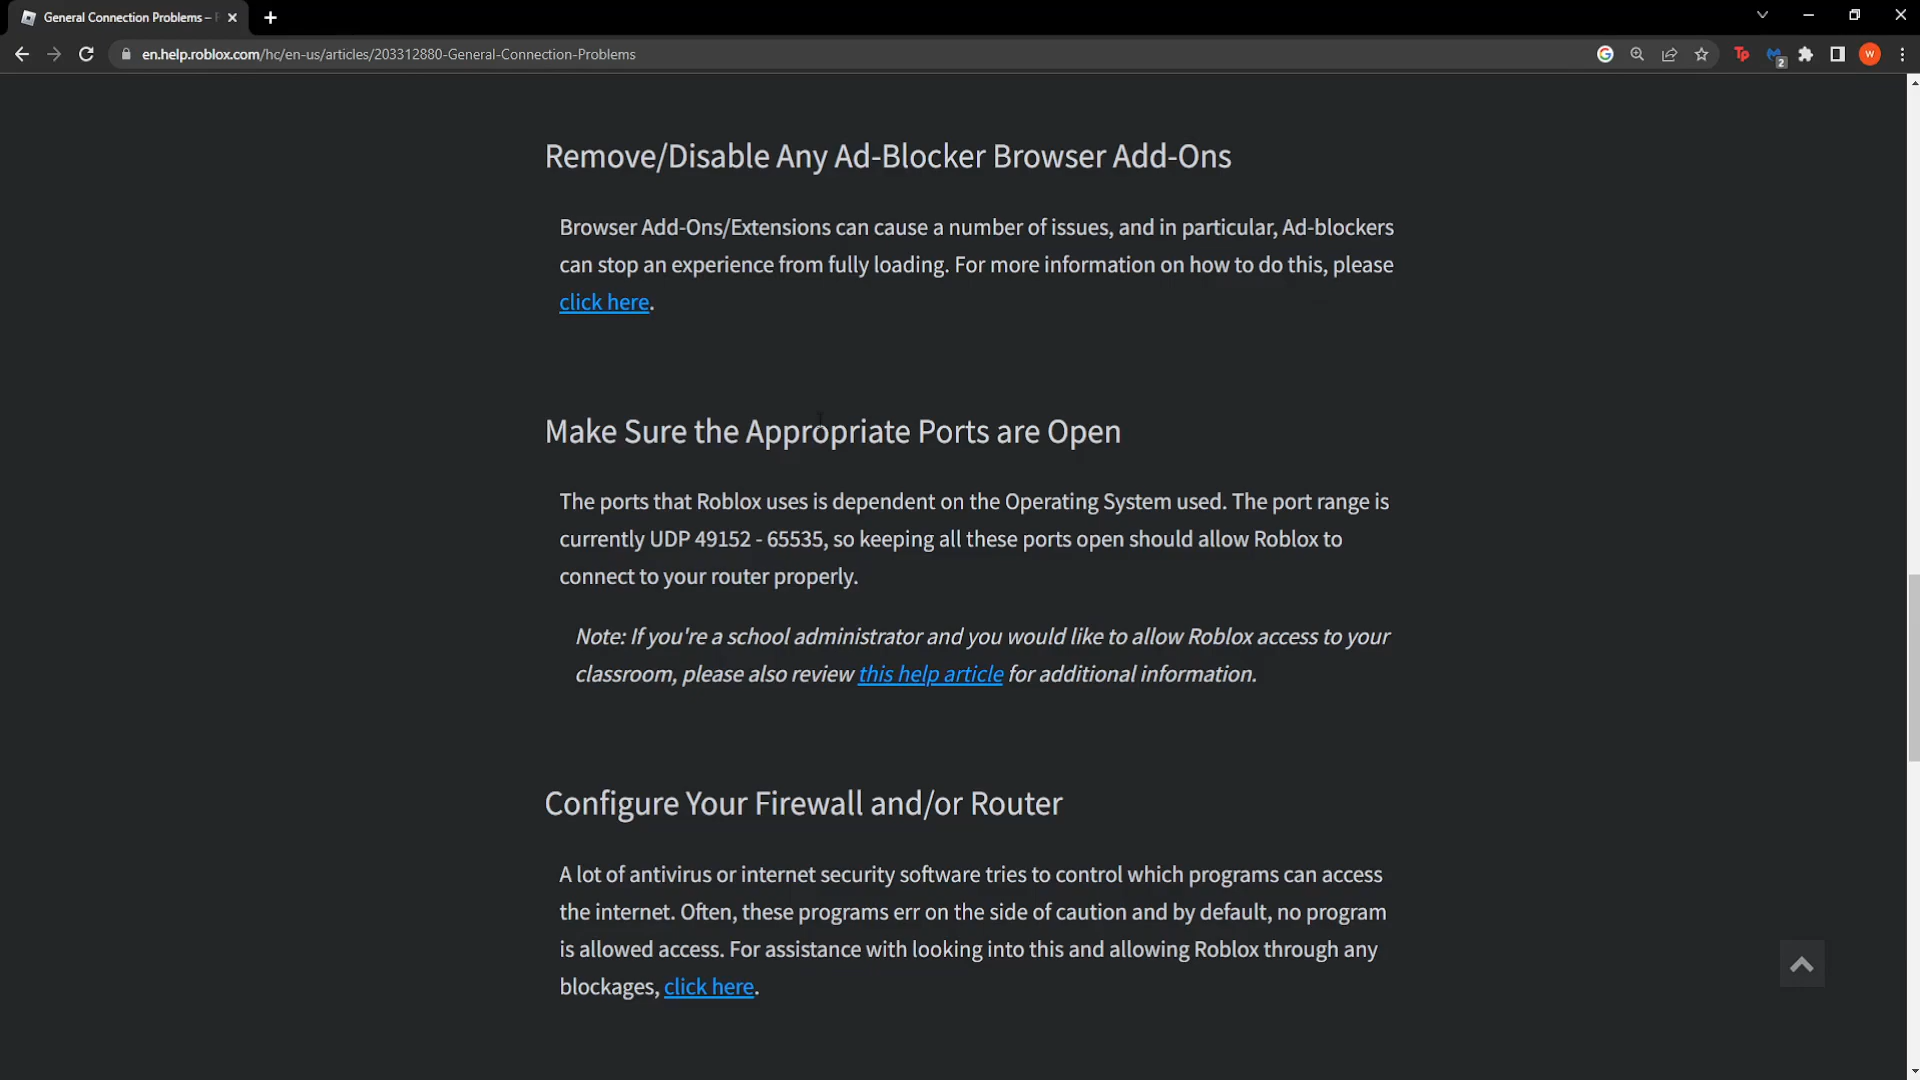 General Connection Problems –
en.help.roblox.com/hc/en-us/articles/203312880-General-Connection-Problems
Tp
2
W
Remove/Disable Any Ad-Blocker Browser Add-Ons
Browser Add-Ons/Extensions can cause a number of issues, and in particular, Ad-blockers
can stop an experience from fully loading. For more information on how to do this, please
click here.
Make Sure the Appropriate Ports are Open
The ports that Roblox uses is dependent on the Operating System used. The port range is
currently UDP 49152 - 65535, so keeping all these ports open should allow Roblox to
connect to your router properly.
Note: If you're a school administrator and you would like to allow Roblox access to your
classroom, please also review this help article for additional information.
Configure Your Firewall and/or Router
A lot of antivirus or internet security software tries to control which programs can access
the internet. Often, these programs err on the side of caution and by default, no program
is allowed access. For assistance with looking into this and allowing Roblox through any
blockages, click here.